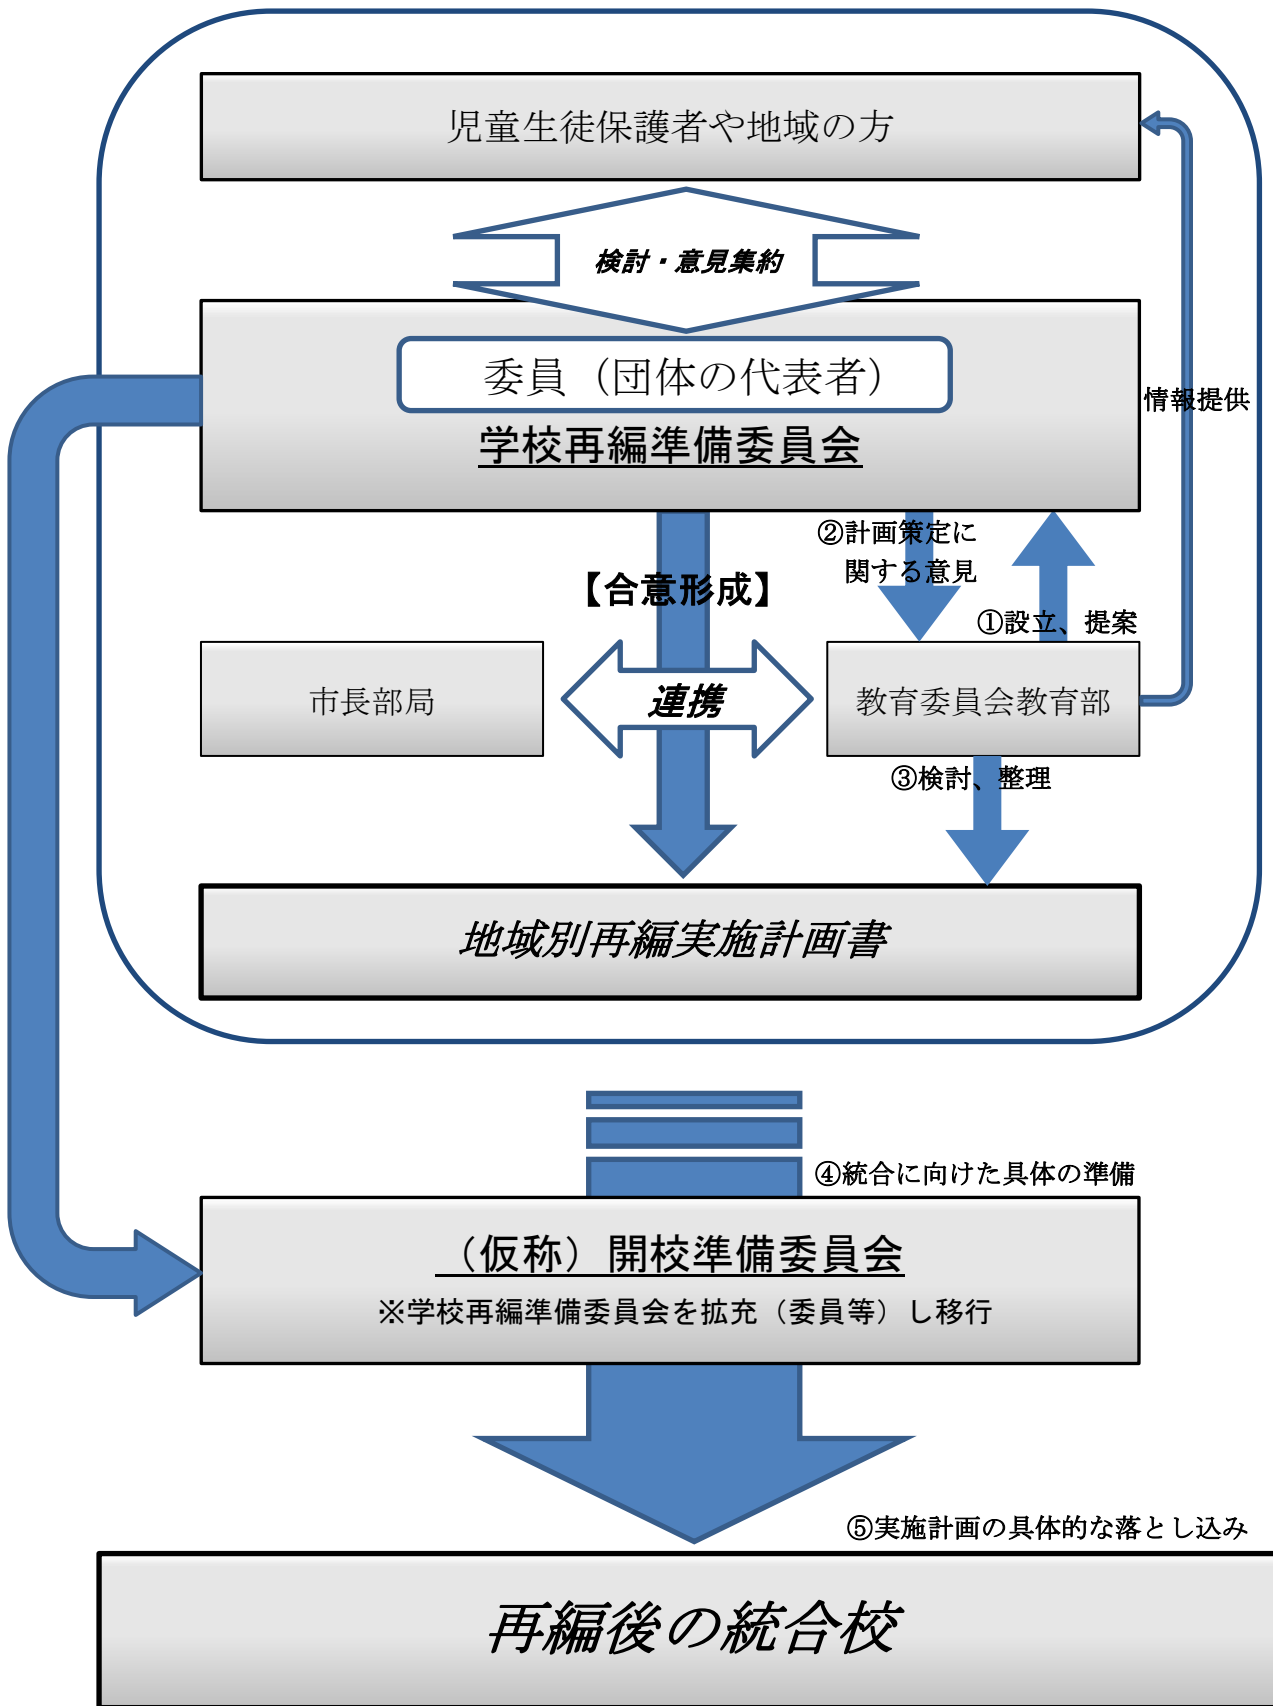 児童生徒保護者や地域の方
検討・意見集約
委員（団体の代表者）
学校再編準備委員会
情報提供
②計画策定に
関する意見
【合意形成】
①設立、提案
市長部局
連携
教育委員会教育部
③検討、整理
地域別再編実施計画書
④統合に向けた具体の準備
（仮称）開校準備委員会
※学校再編準備委員会を拡充（委員等）し移行
⑤実施計画の具体的な落とし込み
再編後の統合校